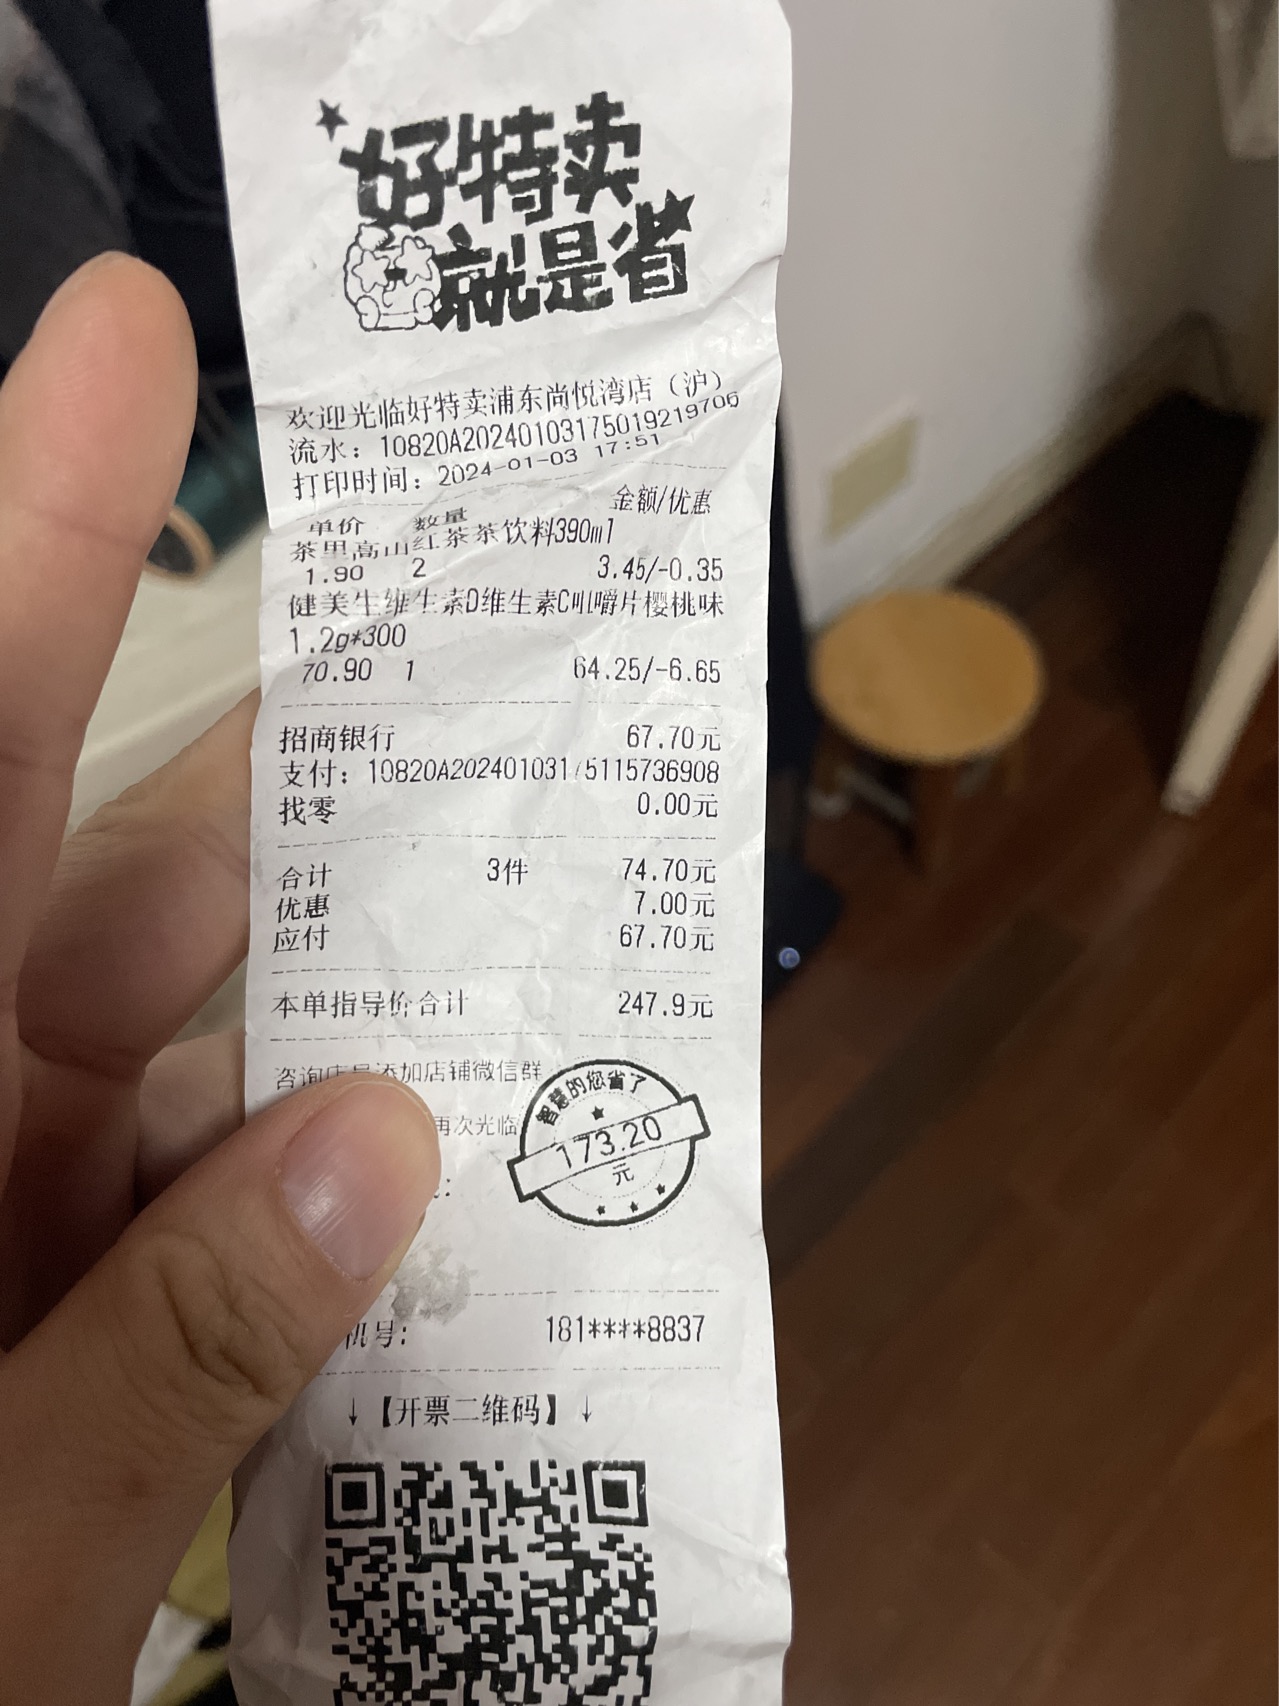 好特卖
就是省
欢迎光临好特卖浦东尚悦湾店（沪）
流水：10820A20240103175019219706
打印时间：2024-01-03 17:51
单价 数量 金额/优惠
茶里高山红茶茶饮料390ml
1.90 2 3.45/-0.35
健美生维生素D维生素C咀嚼片樱桃味
1.2g*300
70.90 1 64.25/-6.65
招商银行 67.70元
支付：10820A20240103175115736908
找零 0.00元
合计 3件 74.70元
优惠 7.00元
应付 67.70元
本单指导价合计 247.9元
咨询店员添加店铺微信群
再次光临
智慧的您省了
173.20
元
机号: 181****8837
↓【开票二维码】↓